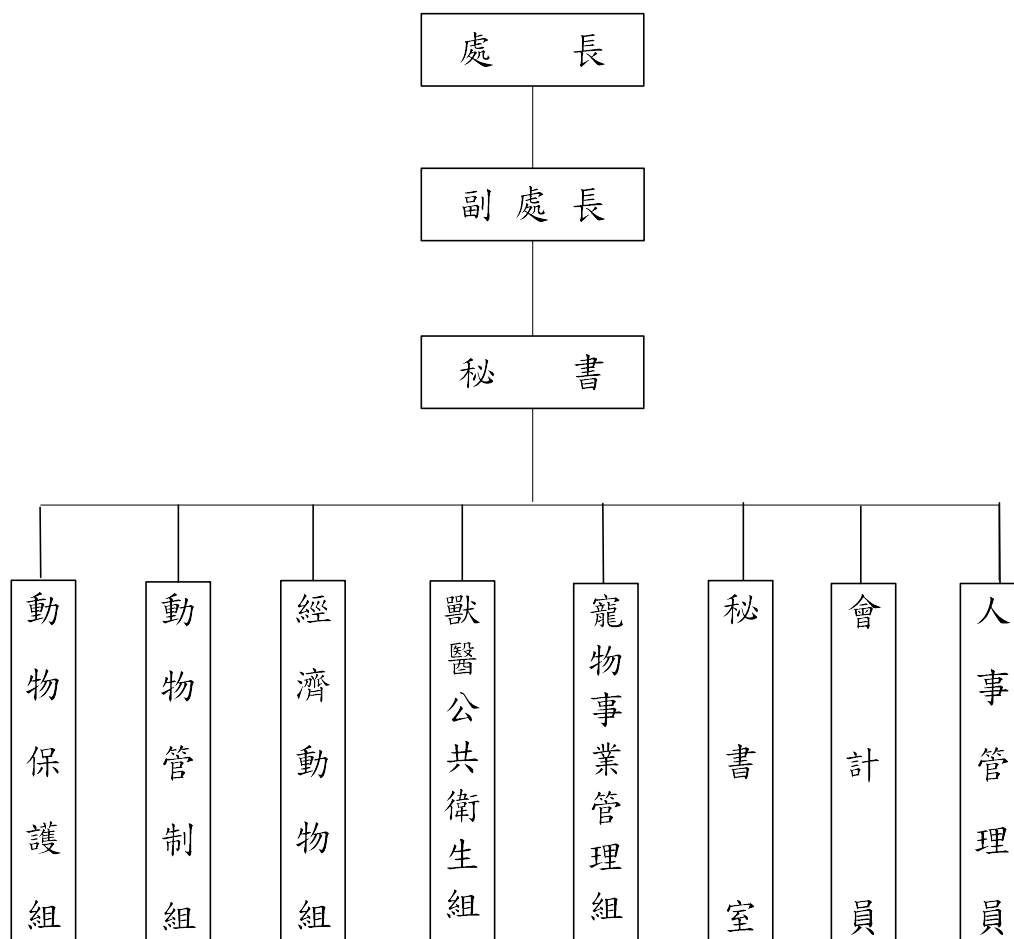 處長
副處長
秘書
動物保護組
動物管制組
經濟動物組
獸醫公共衛生組
寵物事業管理組
秘書室
會計員
人事管理員